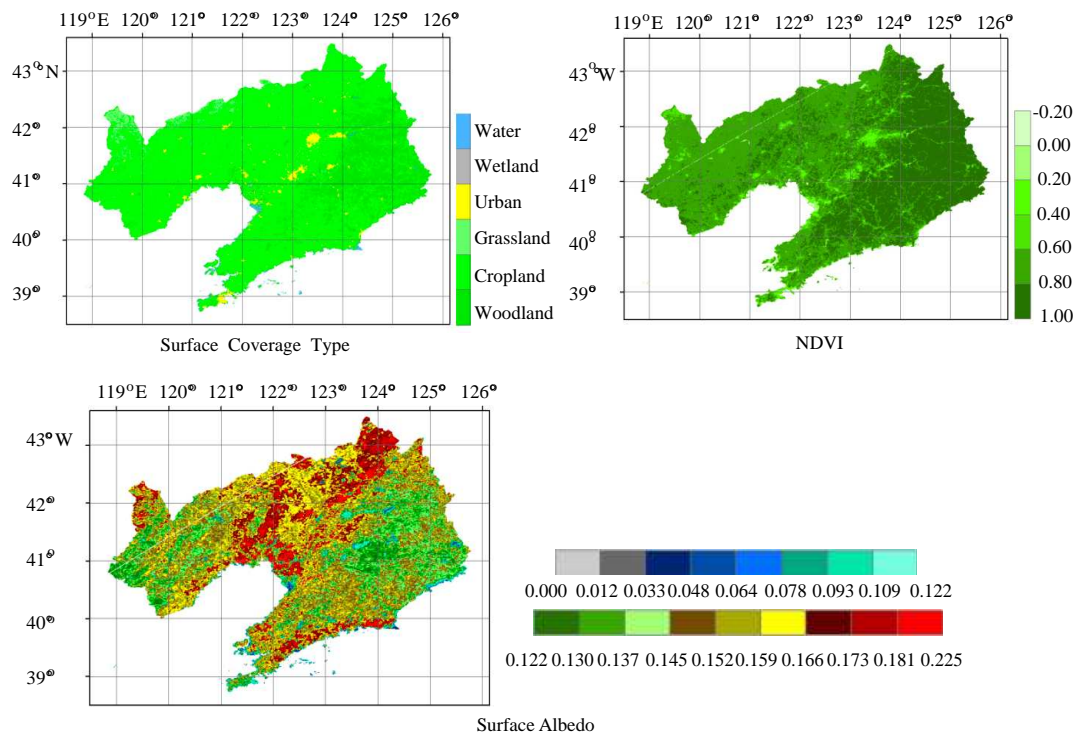 119°E 120° 121° 122° 123° 124° 125° 126°
43°N
42°
41°
40°
39°
Water
Wetland
Urban
Grassland
Cropland
Woodland
Surface Coverage Type
119°E 120° 121° 122° 123° 124° 125° 126°
43° W
42°
41°
40°
39°
-0.20
0.00
0.20
0.40
0.60
0.80
1.00
NDVI
119°E 120° 121° 122° 123° 124° 125° 126°
43° W
42°
41°
40°
39°
0.000 0.012 0.033 0.048 0.064 0.078 0.093 0.109 0.122
0.122 0.130 0.137 0.145 0.152 0.159 0.166 0.173 0.181 0.225
Surface Albedo